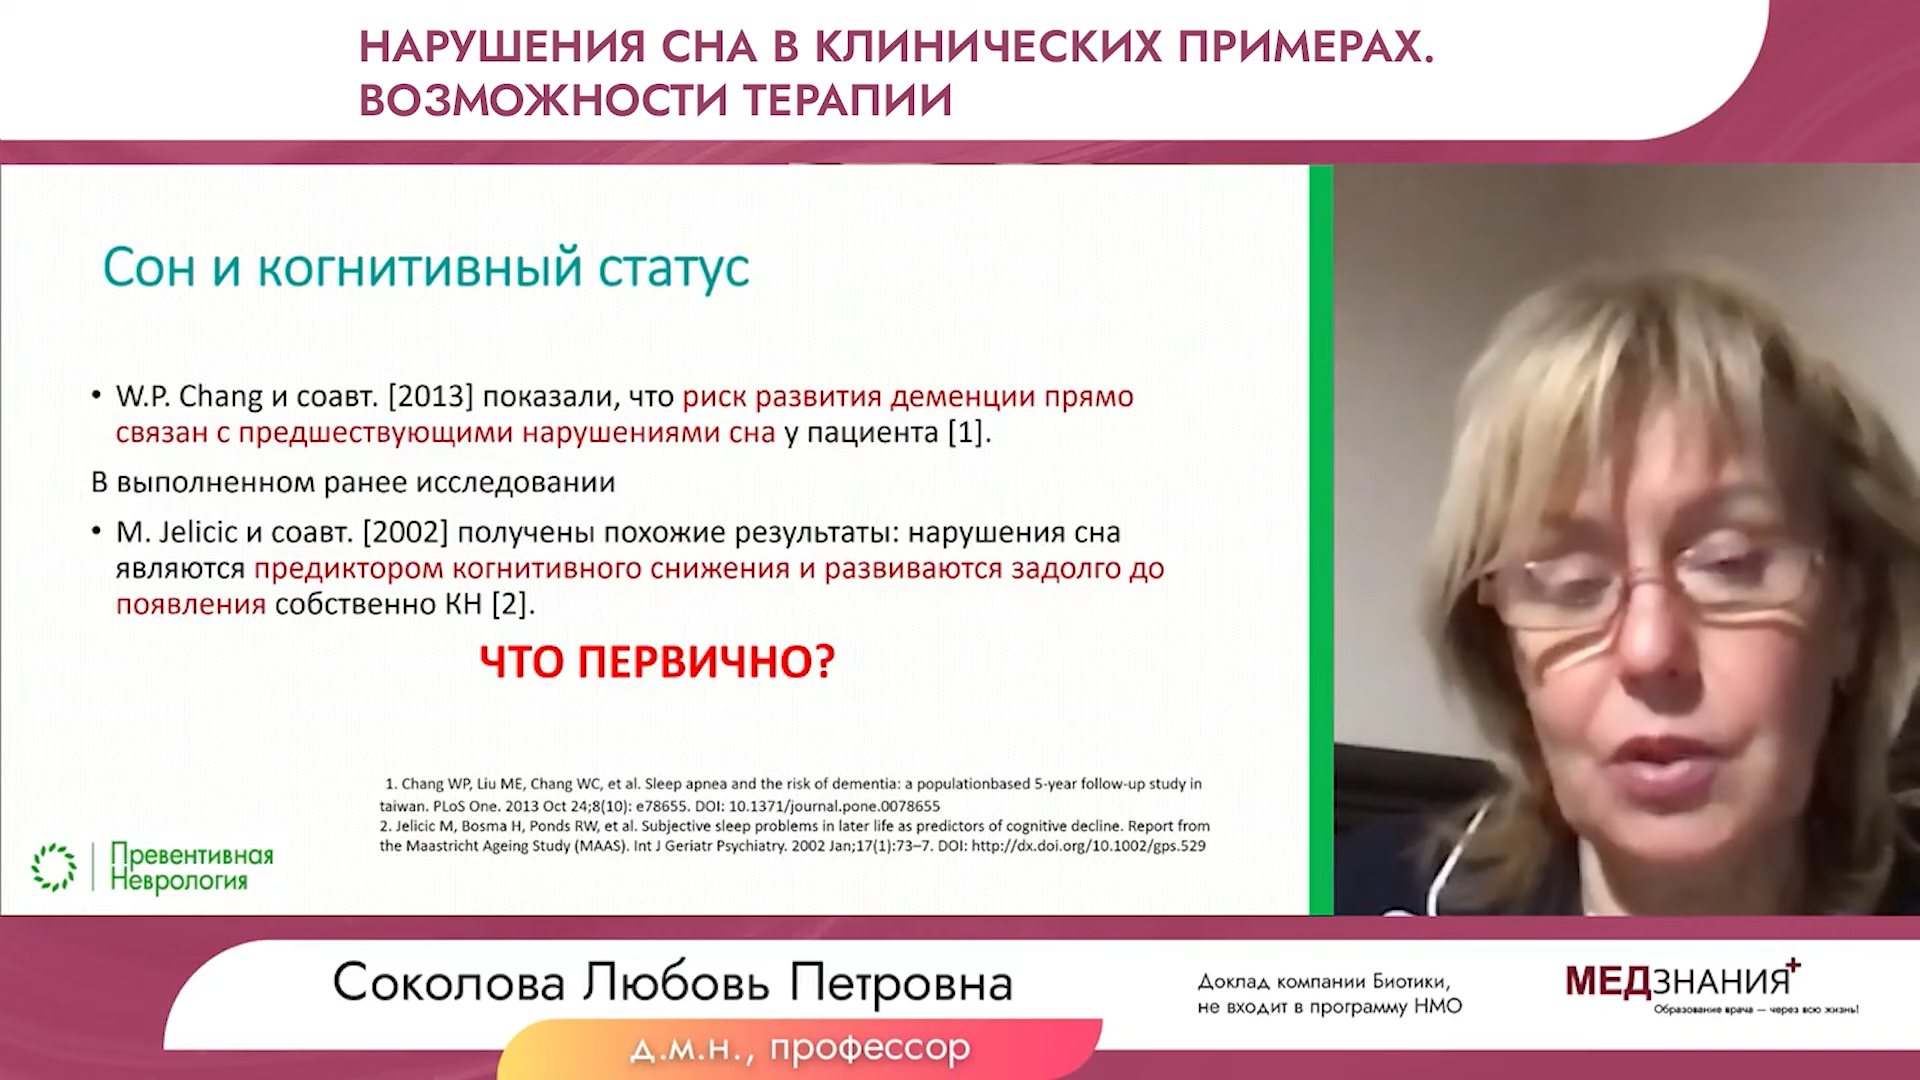 НАРУШЕНИЯ СНА В КЛИНИЧЕСКИХ ПРИМЕРАХ.
ВОЗМОЖНОСТИ ТЕРАПИИ
Сон и когнитивный статус
• W.P. Chang и соавт. [2013] показали, что риск развития деменции прямо
связан с предшествующими нарушениями сна у пациента [1].
В выполненном ранее исследовании
• M. Jelicic и соавт. [2002] получены похожие результаты: нарушения сна
являются предиктором когнитивного снижения и развиваются задолго до
появления собственно КН [2].
ЧТО ПЕРВИЧНО?
1. Chang WP, Liu ME, Chang WC, et al. Sleep apnea and the risk of dementia: a populationbased 5-year follow-up study in
taiwan. PLoS One. 2013 Oct 24;8(10): e78655. DOI: 10.1371/journal.pone.0078655
2. Jelicic M, Bosma H, Ponds RW, et al. Subjective sleep problems in later life as predictors of cognitive decline. Report from
the Maastricht Ageing Study (MAAS). Int J Geriatr Psychiatry. 2002 Jan;17(1):73–7. DOI: http://dx.doi.org/10.1002/gps.529
Превентивная
Неврология
Соколова Любовь Петровна
д.м.н., профессор
Доклад компании Биотики,
не входит в программу НМО
МЕДЗНАНИЯ+
Образование врача — через всю жизнь!